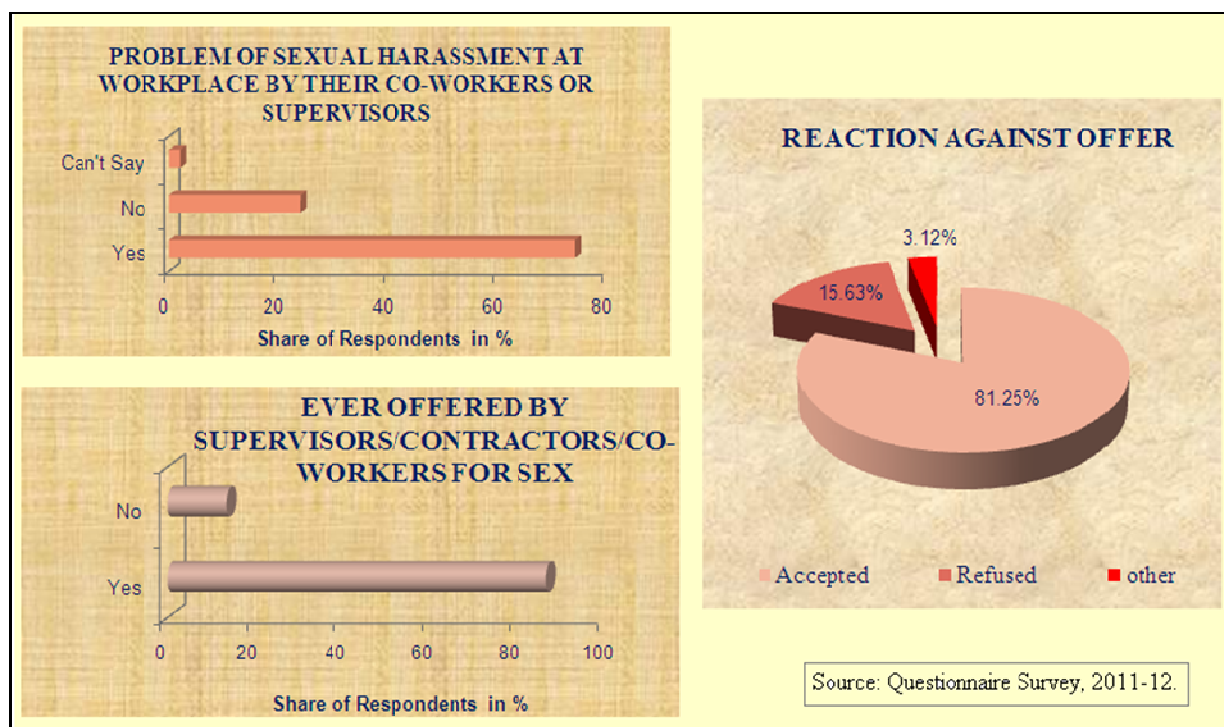 PROBLEM OF SEXUAL HARASSMENT AT
WORKPLACE BY THEIR CO-WORKERS OR
SUPERVISORS
Can't Say
No
Yes
0 20 40 60 80
Share of Respondents in %
EVER OFFERED BY
SUPERVISORS/CONTRACTORS/CO-
WORKERS FOR SEX
No
Yes
0 20 40 60 80 100
Share of Respondents in %
REACTION AGAINST OFFER
3.12%
15.63%
81.25%
Accepted Refused other
Source: Questionnaire Survey, 2011-12.